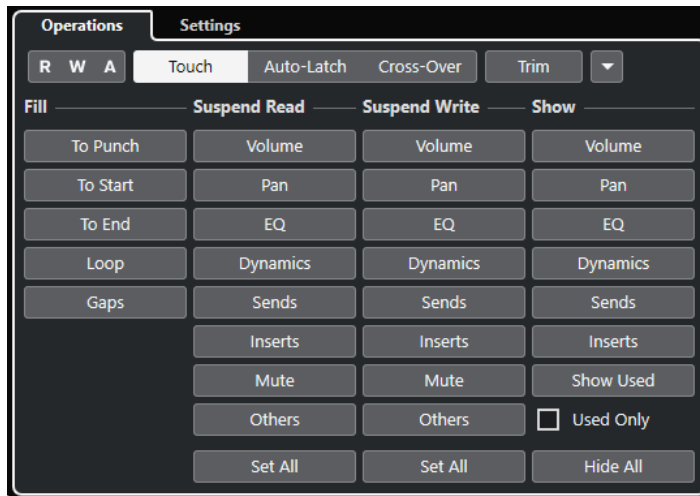 Operations Settings
R W A Touch Auto-Latch Cross-Over Trim
Fill Suspend Read Suspend Write Show
To Punch Volume Volume Volume
To Start Pan Pan Pan
To End EQ EQ EQ
Loop Dynamics Dynamics Dynamics
Gaps Sends Sends Sends
Inserts Inserts Inserts
Mute Mute Show Used
Others Others Used Only
Set All Set All Hide All